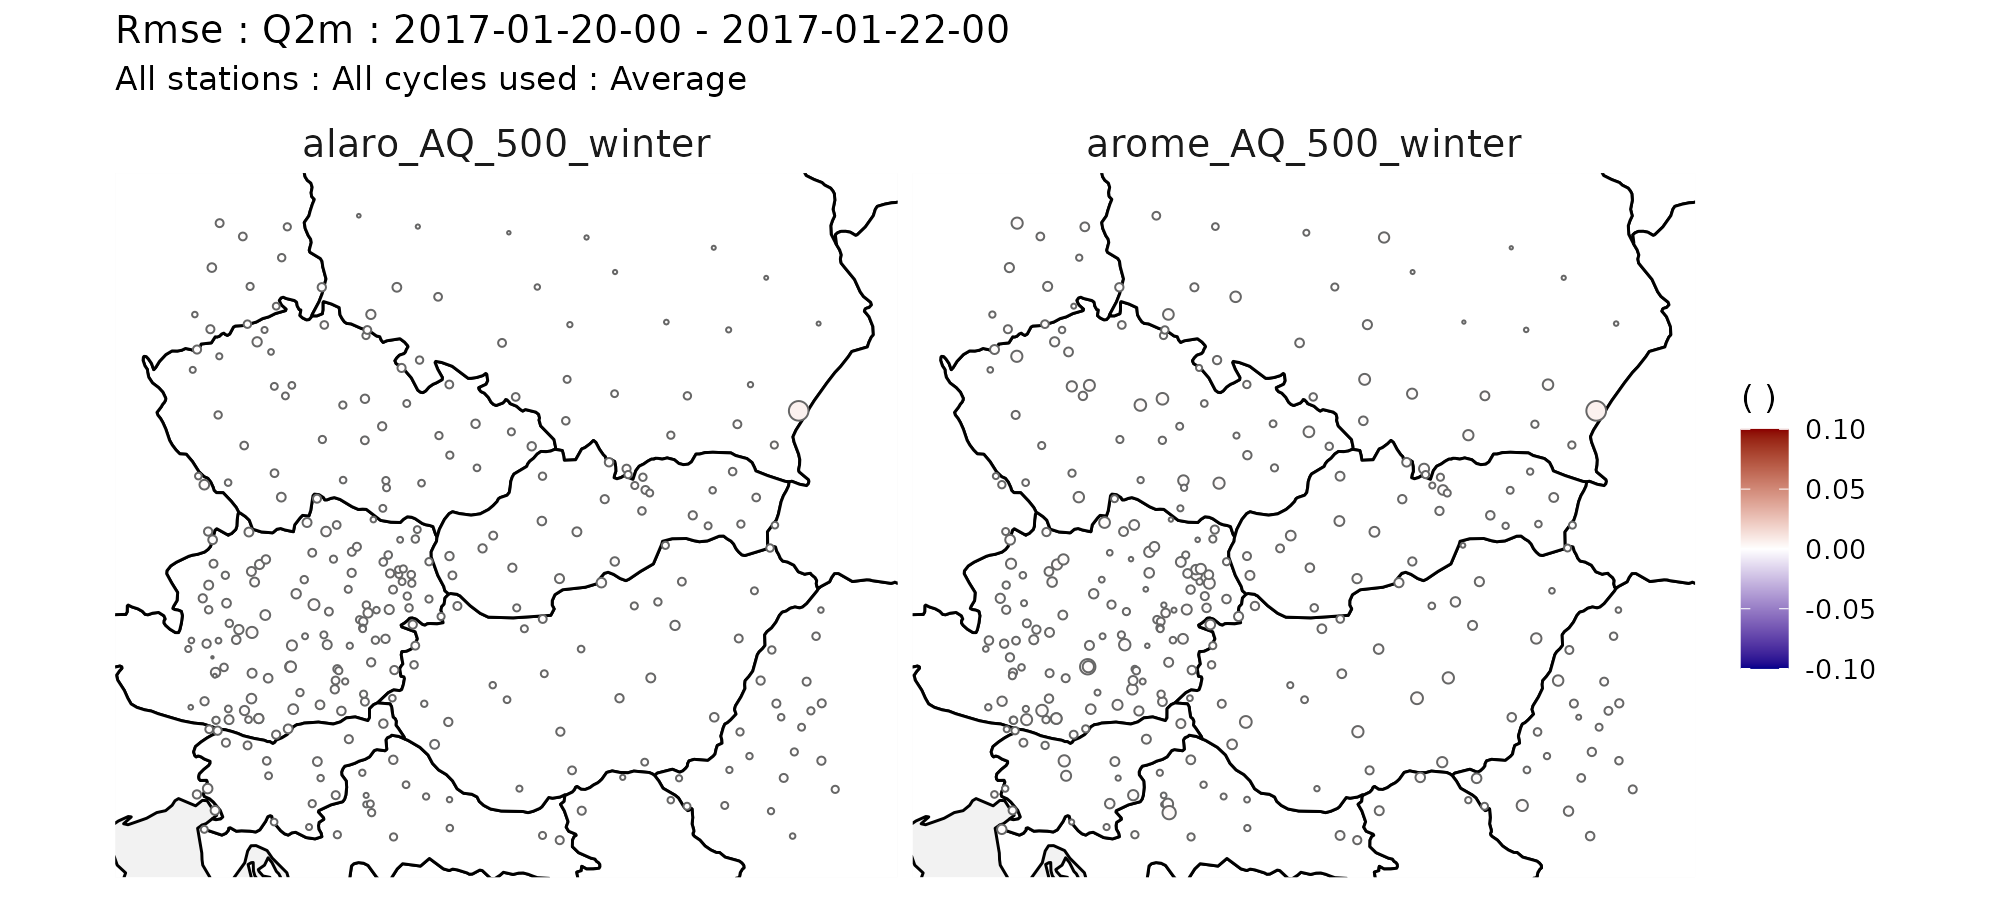 Rmse : Q2m : 2017-01-20-00 - 2017-01-22-00
All stations : All cycles used : Average
alaro_AQ_500_winter
arome_AQ_500_winter
( )
0.10
0.05
0.00
-0.05
-0.10